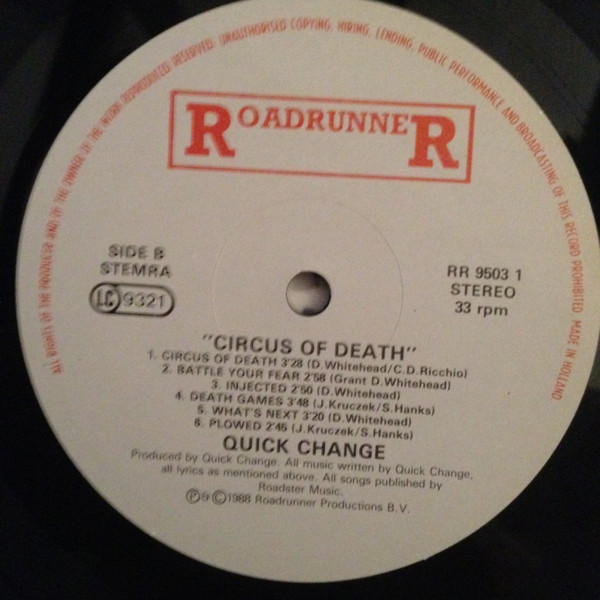 ALL RIGHTS OF THE PRODUCER AND OF THE OWNER OF THE WORK REPRODUCED RESERVED. UNAUTHORISED COPYING, HIRING, LENDING, PUBLIC PERFORMANCE AND BROADCASTING OF THIS RECORD PROHIBITED. MADE IN HOLLAND
ROADRUNNER
SIDE B
STEMRA
LC 9321
RR 9503 1
STEREO
33 rpm
"CIRCUS OF DEATH"
1. CIRCUS OF DEATH 3'28 (D.Whitehead/C.D.Ricchio)
2. BATTLE YOUR FEAR 2'58 (Grant D.Whitehead)
3. INJECTED 2'50 (D.Whitehead)
4. DEATH GAMES 3'48 (J.Kruczek/S.Hanks)
5. WHAT'S NEXT 3'20 (D.Whitehead)
6. PLOWED 2'45 (J.Kruczek/S.Hanks)
QUICK CHANGE
Produced by Quick Change. All music written by Quick Change,
all lyrics as mentioned above. All songs published by
Roadster Music.
℗&©1988 Roadrunner Productions B.V.